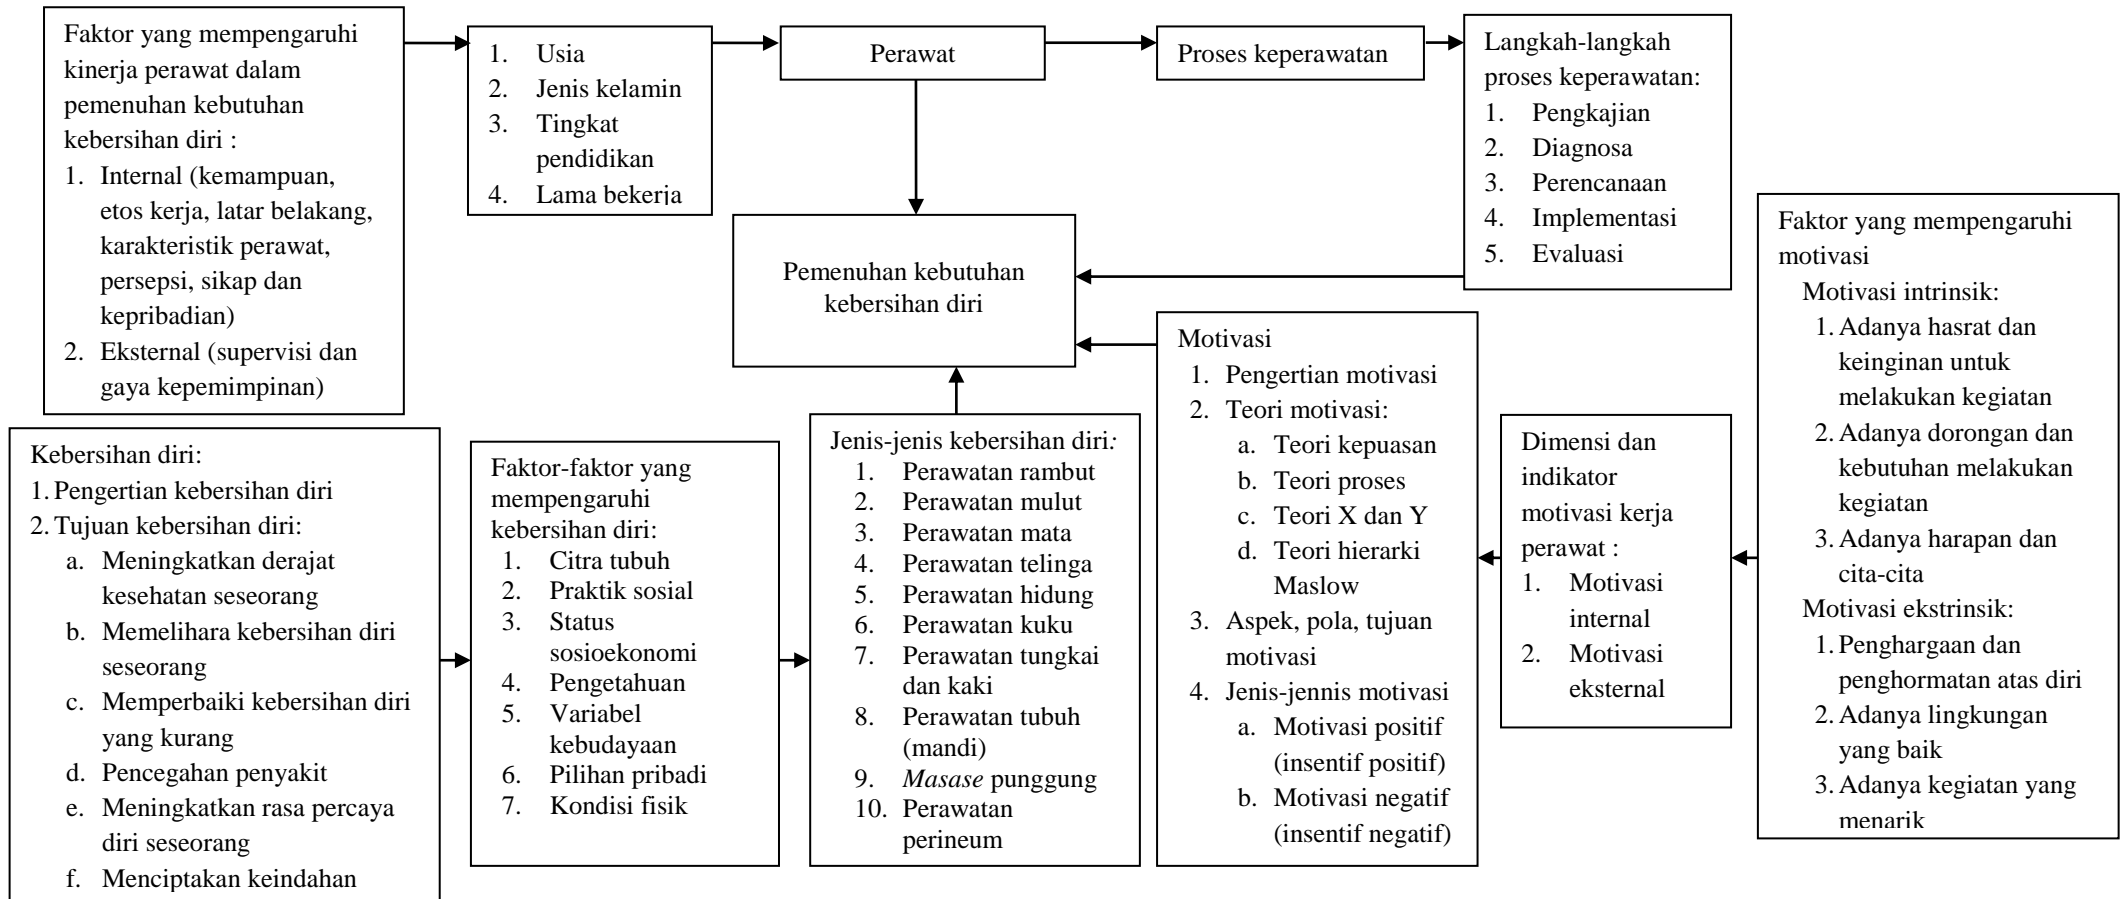 Faktor yang mempengaruhi
kinerja perawat dalam
pemenuhan kebutuhan
kebersihan diri :
1. Internal (kemampuan,
etos kerja, latar belakang,
karakteristik perawat,
persepsi, sikap dan
kepribadian)
2. Eksternal (supervisi dan
gaya kepemimpinan)
1. Usia
2. Jenis kelamin
3. Tingkat
pendidikan
4. Lama bekerja
Perawat
Proses keperawatan
Langkah-langkah
proses keperawatan:
1. Pengkajian
2. Diagnosa
3. Perencanaan
4. Implementasi
5. Evaluasi
Pemenuhan kebutuhan
kebersihan diri
Kebersihan diri:
1. Pengertian kebersihan diri
2. Tujuan kebersihan diri:
a. Meningkatkan derajat
kesehatan seseorang
b. Memelihara kebersihan diri
seseorang
c. Memperbaiki kebersihan diri
yang kurang
d. Pencegahan penyakit
e. Meningkatkan rasa percaya
diri seseorang
f. Menciptakan keindahan
Faktor-faktor yang
mempengaruhi
kebersihan diri:
1. Citra tubuh
2. Praktik sosial
3. Status
sosioekonomi
4. Pengetahuan
5. Variabel
kebudayaan
6. Pilihan pribadi
7. Kondisi fisik
Jenis-jenis kebersihan diri:
1. Perawatan rambut
2. Perawatan mulut
3. Perawatan mata
4. Perawatan telinga
5. Perawatan hidung
6. Perawatan kuku
7. Perawatan tungkai
dan kaki
8. Perawatan tubuh
(mandi)
9. Masase punggung
10. Perawatan
perineum
Motivasi
1. Pengertian motivasi
2. Teori motivasi:
a. Teori kepuasan
b. Teori proses
c. Teori X dan Y
d. Teori hierarki
Maslow
3. Aspek, pola, tujuan
motivasi
4. Jenis-jennis motivasi
a. Motivasi positif
(insentif positif)
b. Motivasi negatif
(insentif negatif)
Dimensi dan
indikator
motivasi kerja
perawat :
1. Motivasi
internal
2. Motivasi
eksternal
Faktor yang mempengaruhi
motivasi
Motivasi intrinsik:
1. Adanya hasrat dan
keinginan untuk
melakukan kegiatan
2. Adanya dorongan dan
kebutuhan melakukan
kegiatan
3. Adanya harapan dan
cita-cita
Motivasi ekstrinsik:
1. Penghargaan dan
penghormatan atas diri
2. Adanya lingkungan
yang baik
3. Adanya kegiatan yang
menarik